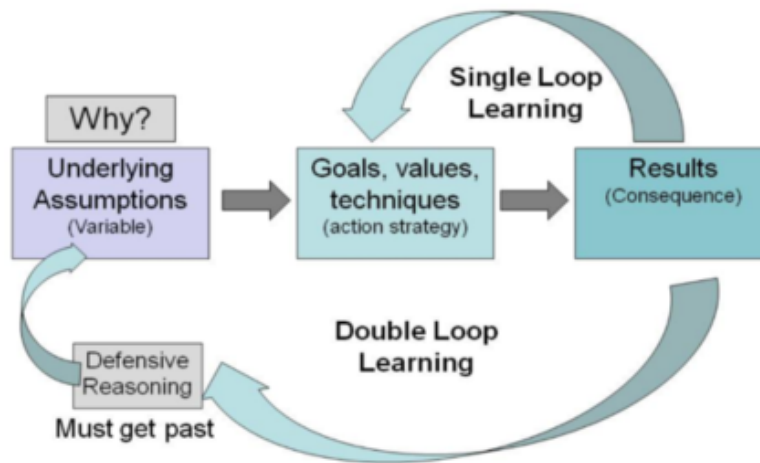 Single Loop
Learning
Why?
Underlying
Assumptions
(Variable)
Goals, values,
techniques
(action strategy)
Results
(Consequence)
Double Loop
Learning
Defensive
Reasoning
Must get past